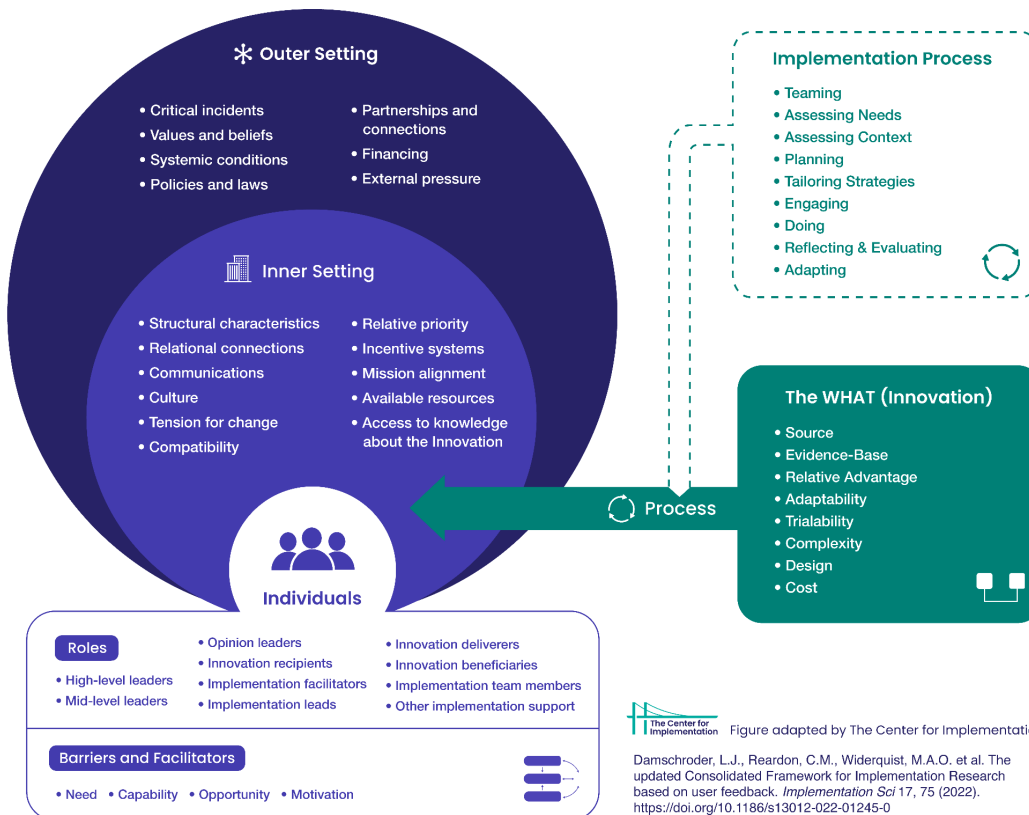 Outer Setting
• Critical incidents
• Values and beliefs
• Systemic conditions
• Policies and laws
• Partnerships and
connections
• Financing
• External pressure
Inner Setting
• Structural characteristics
• Relational connections
• Communications
• Culture
• Tension for change
• Compatibility
• Relative priority
• Incentive systems
• Mission alignment
• Available resources
• Access to knowledge
about the Innovation
Individuals
Roles
• High-level leaders
• Mid-level leaders
• Opinion leaders
• Innovation recipients
• Implementation facilitators
• Implementation leads
• Innovation deliverers
• Innovation beneficiaries
• Implementation team members
• Other implementation support
Barriers and Facilitators
• Need • Capability • Opportunity • Motivation
Implementation Process
• Teaming
• Assessing Needs
• Assessing Context
• Planning
• Tailoring Strategies
• Engaging
• Doing
• Reflecting & Evaluating
• Adapting
Process
The WHAT (Innovation)
• Source
• Evidence-Base
• Relative Advantage
• Adaptability
• Trialability
• Complexity
• Design
• Cost
The Center for
Implementation
Figure adapted by The Center for Implementati
Damschroder, L.J., Reardon, C.M., Widerquist, M.A.O. et al. The
updated Consolidated Framework for Implementation Research
based on user feedback. Implementation Sci 17, 75 (2022).
https://doi.org/10.1186/s13012-022-01245-0